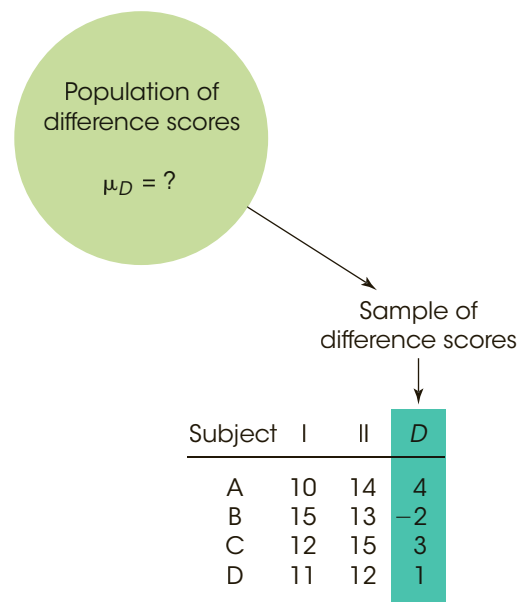 Population of
difference scores
μD = ?
Sample of
difference scores
Subject I II D
A 10 14 4
B 15 13 −2
C 12 15 3
D 11 12 1